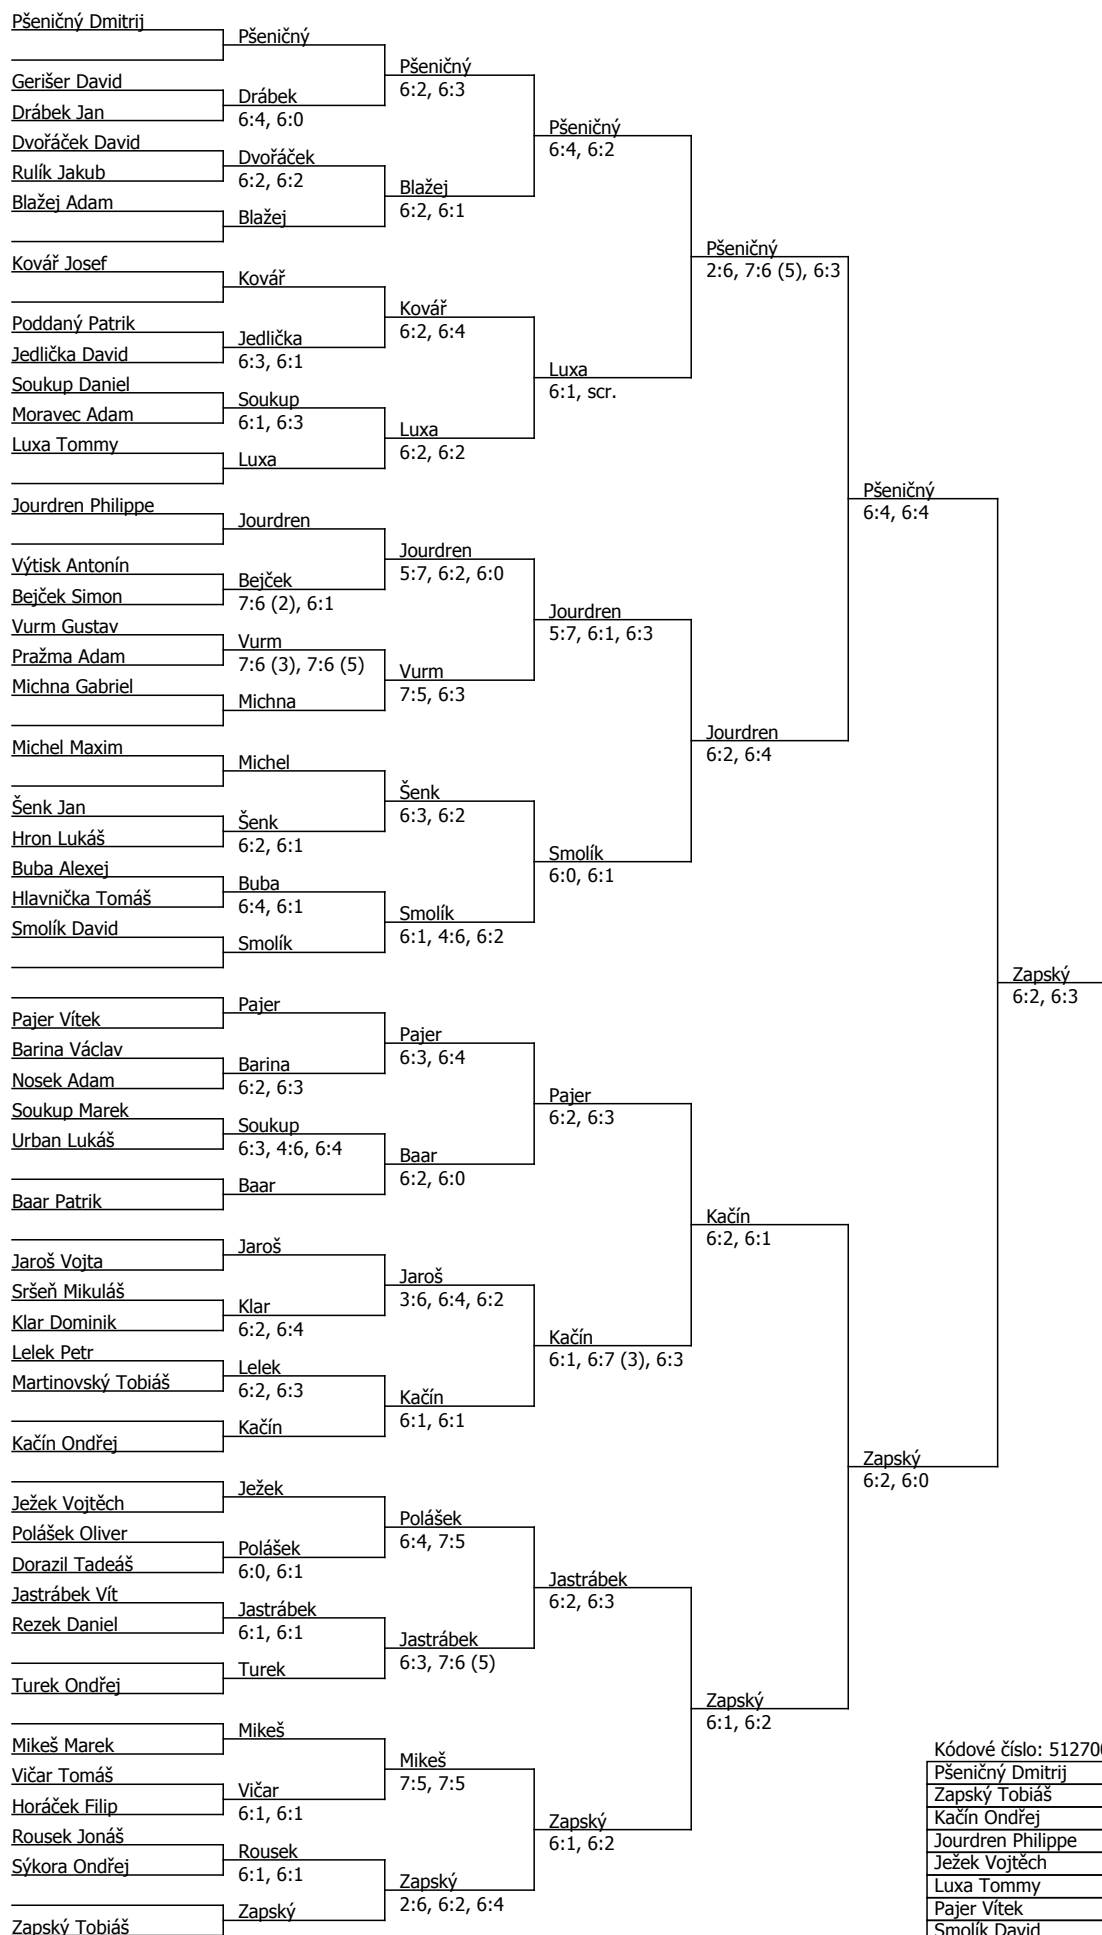 Pšeničný Dmitrij
Pšeničný
Pšeničný
6:2, 6:3
Gerišer David
Drábek
Drábek Jan
6:4, 6:0
Pšeničný
6:4, 6:2
Dvořáček David
Dvořáček
Rulík Jakub
6:2, 6:2
Blažej
6:2, 6:1
Blažej Adam
Blažej
Pšeničný
2:6, 7:6 (5), 6:3
Kovář Josef
Kovář
Kovář
6:2, 6:4
Poddaný Patrik
Jedlička
Jedlička David
6:3, 6:1
Luxa
6:1, scr.
Soukup Daniel
Soukup
Moravec Adam
6:1, 6:3
Luxa
6:2, 6:2
Luxa Tommy
Luxa
Pšeničný
6:4, 6:4
Jourdren Philippe
Jourdren
Jourdren
5:7, 6:2, 6:0
Výtisk Antonín
Bejček
Bejček Simon
7:6 (2), 6:1
Jourdren
5:7, 6:1, 6:3
Vurm Gustav
Vurm
Pražma Adam
7:6 (3), 7:6 (5)
Vurm
7:5, 6:3
Michna Gabriel
Michna
Jourdren
6:2, 6:4
Michel Maxim
Michel
Šenk
6:3, 6:2
Šenk Jan
Šenk
Hron Lukáš
6:2, 6:1
Smolík
6:0, 6:1
Buba Alexej
Buba
Hlavnička Tomáš
6:4, 6:1
Smolík
6:1, 4:6, 6:2
Smolík David
Smolík
Zapský
6:2, 6:3
Pajer
Pajer Vítek
Pajer
6:3, 6:4
Barina Václav
Barina
Nosek Adam
6:2, 6:3
Pajer
6:2, 6:3
Soukup Marek
Soukup
Urban Lukáš
6:3, 4:6, 6:4
Baar
6:2, 6:0
Baar
Baar Patrik
Kačín
6:2, 6:1
Jaroš
Jaroš Vojta
Jaroš
3:6, 6:4, 6:2
Sršeň Mikuláš
Klar
Klar Dominik
6:2, 6:4
Kačín
6:1, 6:7 (3), 6:3
Lelek Petr
Lelek
Martinovský Tobiáš
6:2, 6:3
Kačín
6:1, 6:1
Kačín
Kačín Ondřej
Zapský
6:2, 6:0
Ježek
Ježek Vojtěch
Polášek
6:4, 7:5
Polášek Oliver
Polášek
Dorazil Tadeáš
6:0, 6:1
Jastrábek
6:2, 6:3
Jastrábek Vít
Jastrábek
Rezek Daniel
6:1, 6:1
Jastrábek
6:3, 7:6 (5)
Turek
Turek Ondřej
Zapský
6:1, 6:2
Mikeš
Mikeš Marek
Mikeš
7:5, 7:5
Vičar Tomáš
Vičar
Horáček Filip
6:1, 6:1
Zapský
6:1, 6:2
Rousek Jonáš
Rousek
Sýkora Ondřej
6:1, 6:1
Zapský
2:6, 6:2, 6:4
Zapský
Zapský Tobiáš
Kódové číslo: 51270
Pšeničný Dmitrij
Zapský Tobiáš
Kačín Ondřej
Jourdren Philippe
Ježek Vojtěch
Luxa Tommy
Pajer Vítek
Smolík David